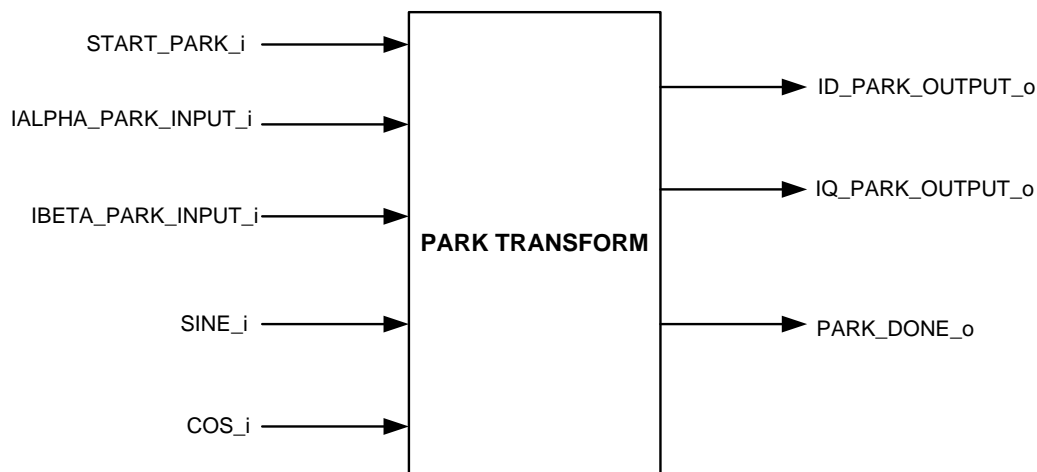 START_PARK_i
IALPHA_PARK_INPUT_i
IBETA_PARK_INPUT_i
SINE_i
COS_i
PARK TRANSFORM
ID_PARK_OUTPUT_o
IQ_PARK_OUTPUT_o
PARK_DONE_o